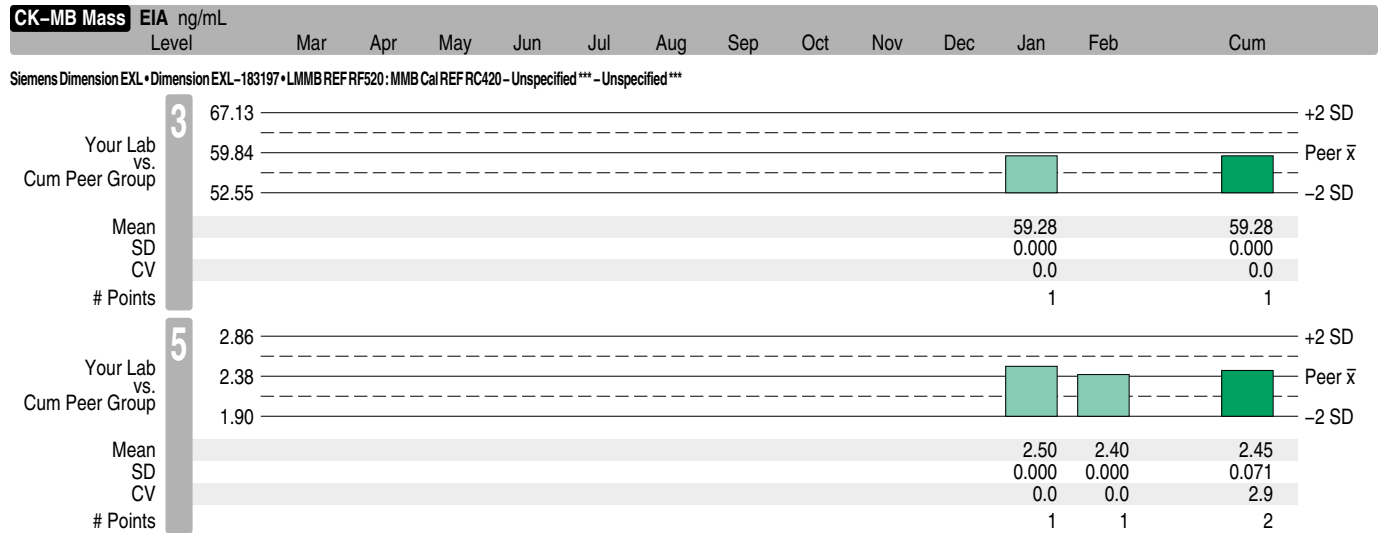 CK–MB Mass EIA ng/mL
Level Mar Apr May Jun Jul Aug Sep Oct Nov Dec Jan Feb Cum
Siemens Dimension EXL • Dimension EXL–183197 • LMMB REF RF520 : MMB Cal REF RC420 – Unspecified *** – Unspecified ***
3
67.13 +2 SD
Your Lab
vs.
Cum Peer Group
59.84 Peer x̄
52.55 –2 SD
Mean 59.28 59.28
SD 0.000 0.000
CV 0.0 0.0
# Points 1 1
5
2.86 +2 SD
Your Lab
vs.
Cum Peer Group
2.38 Peer x̄
1.90 –2 SD
Mean 2.50 2.40 2.45
SD 0.000 0.000 0.071
CV 0.0 0.0 2.9
# Points 1 1 2